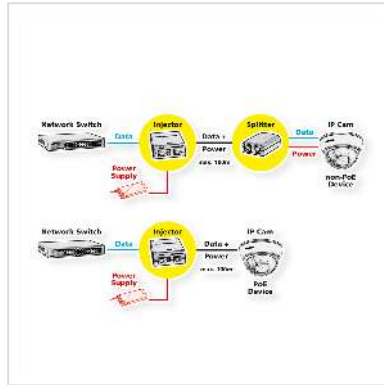 Network Switch
Injector
Splitter
IP Cam
Data
Data +
Power
max. 100m
Data
Power
Power
Supply
non-PoE
Device
Network Switch
Injector
IP Cam
Data
Data +
Power
max. 100m
Power
Supply
PoE
Device